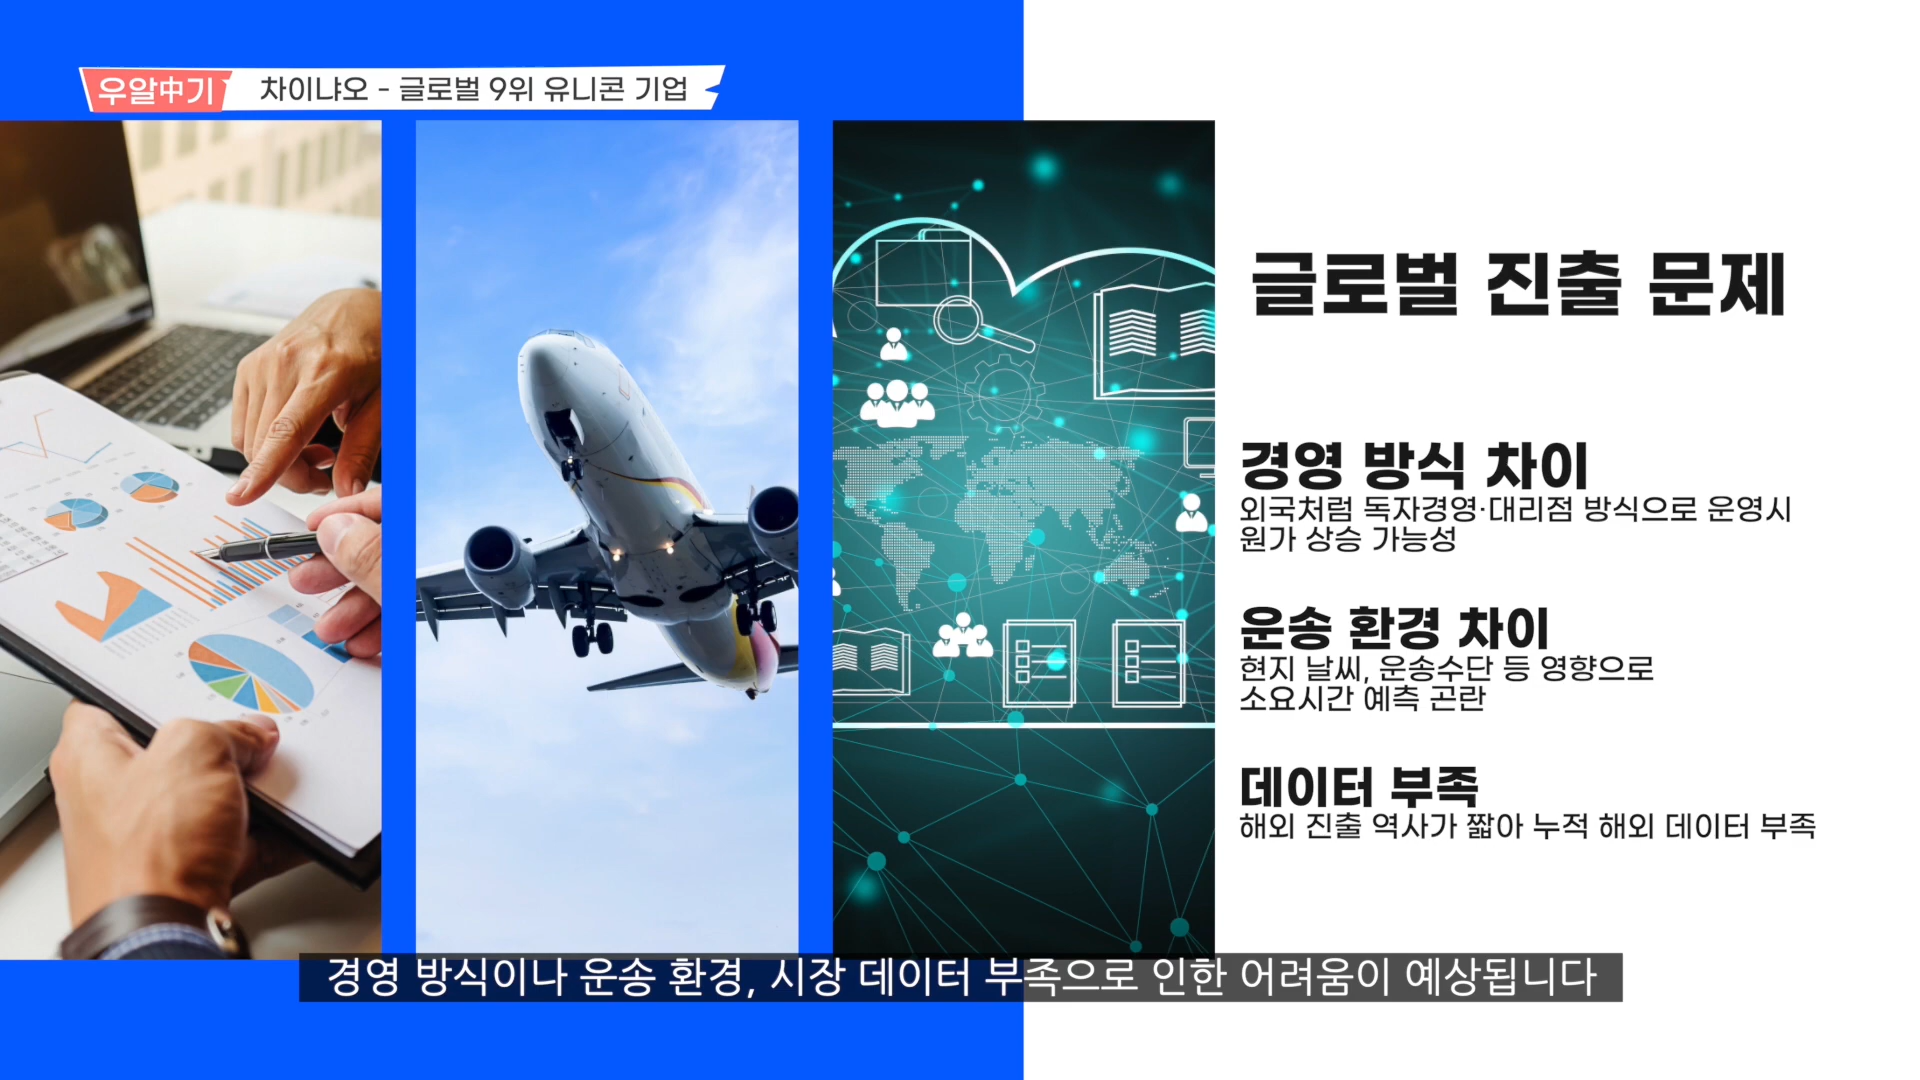 우알中기
차이냐오 - 글로벌 9위 유니콘 기업
글로벌 진출 문제
경영 방식 차이
외국처럼 독자경영·대리점 방식으로 운영시
원가 상승 가능성
운송 환경 차이
현지 날씨, 운송수단 등 영향으로
소요시간 예측 곤란
데이터 부족
해외 진출 역사가 짧아 누적 해외 데이터 부족
경영 방식이나 운송 환경, 시장 데이터 부족으로 인한 어려움이 예상됩니다